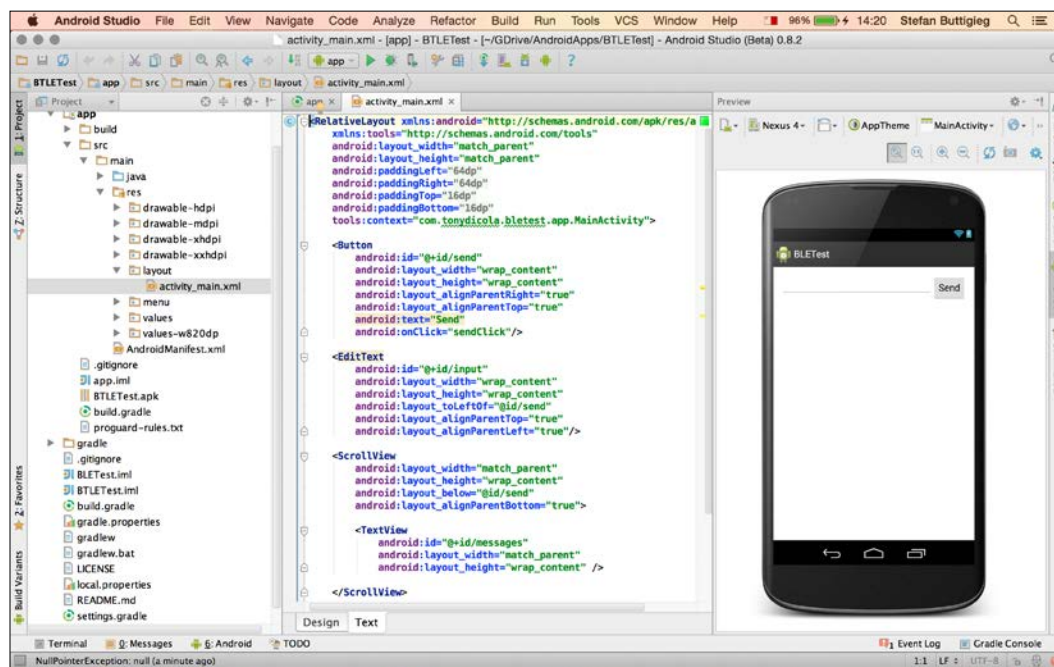 Android Studio File Edit View Navigate Code Analyze Refactor Build Run Tools VCS Window Help 96% 14:20 Stefan Buttigieg
activity_main.xml - [app] - BTLETest - [~/GDrive/AndroidApps/BTLETest] - Android Studio (Beta) 0.8.2
app
BTLETest app src main res layout activity_main.xml
1: Project
Z: Structure
2: Favorites
Build Variants
Project
app
build
src
main
java
res
drawable-hdpi
drawable-mdpi
drawable-xhdpi
drawable-xxhdpi
layout
activity_main.xml
menu
values
values-w820dp
AndroidManifest.xml
.gitignore
app.iml
BTLETest.apk
build.gradle
proguard-rules.txt
gradle
.gitignore
BLETest.iml
BTLETest.iml
build.gradle
gradle.properties
gradlew
gradlew.bat
LICENSE
local.properties
README.md
settings.gradle
app × activity_main.xml ×
<RelativeLayout xmlns:android="http://schemas.android.com/apk/res/a
xmlns:tools="http://schemas.android.com/tools"
android:layout_width="match_parent"
android:layout_height="match_parent"
android:paddingLeft="64dp"
android:paddingRight="64dp"
android:paddingTop="16dp"
android:paddingBottom="16dp"
tools:context="com.tonydicola.bletest.app.MainActivity">
<Button
android:id="@+id/send"
android:layout_width="wrap_content"
android:layout_height="wrap_content"
android:layout_alignParentRight="true"
android:layout_alignParentTop="true"
android:text="Send"
android:onClick="sendClick"/>
<EditText
android:id="@+id/input"
android:layout_width="wrap_content"
android:layout_height="wrap_content"
android:layout_toLeftOf="@id/send"
android:layout_alignParentTop="true"
android:layout_alignParentLeft="true"/>
<ScrollView
android:layout_width="match_parent"
android:layout_height="wrap_content"
android:layout_below="@id/send"
android:layout_alignParentBottom="true">
<TextView
android:id="@+id/messages"
android:layout_width="match_parent"
android:layout_height="wrap_content" />
</ScrollView>
Design Text
Preview
Nexus 4 AppTheme MainActivity
BLETest
Send
Terminal 0: Messages 6: Android TODO 1 Event Log Gradle Console
NullPointerException: null (a minute ago) 1:1 LF UTF-8